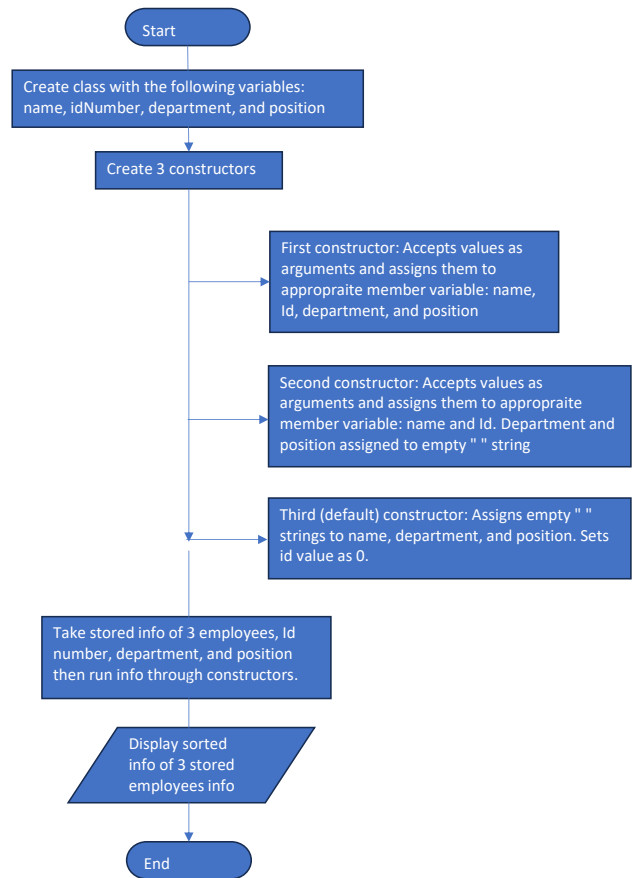 Start
Create class with the following variables:
name, idNumber, department, and position
Create 3 constructors
First constructor: Accepts values as
arguments and assigns them to
appropraite member variable: name,
Id, department, and position
Second constructor: Accepts values as
arguments and assigns them to appropraite
member variable: name and Id. Department and
position assigned to empty " " string
Third (default) constructor: Assigns empty " "
strings to name, department, and position. Sets
id value as 0.
Take stored info of 3 employees, Id
number, department, and position
then run info through constructors.
Display sorted
info of 3 stored
employees info
End